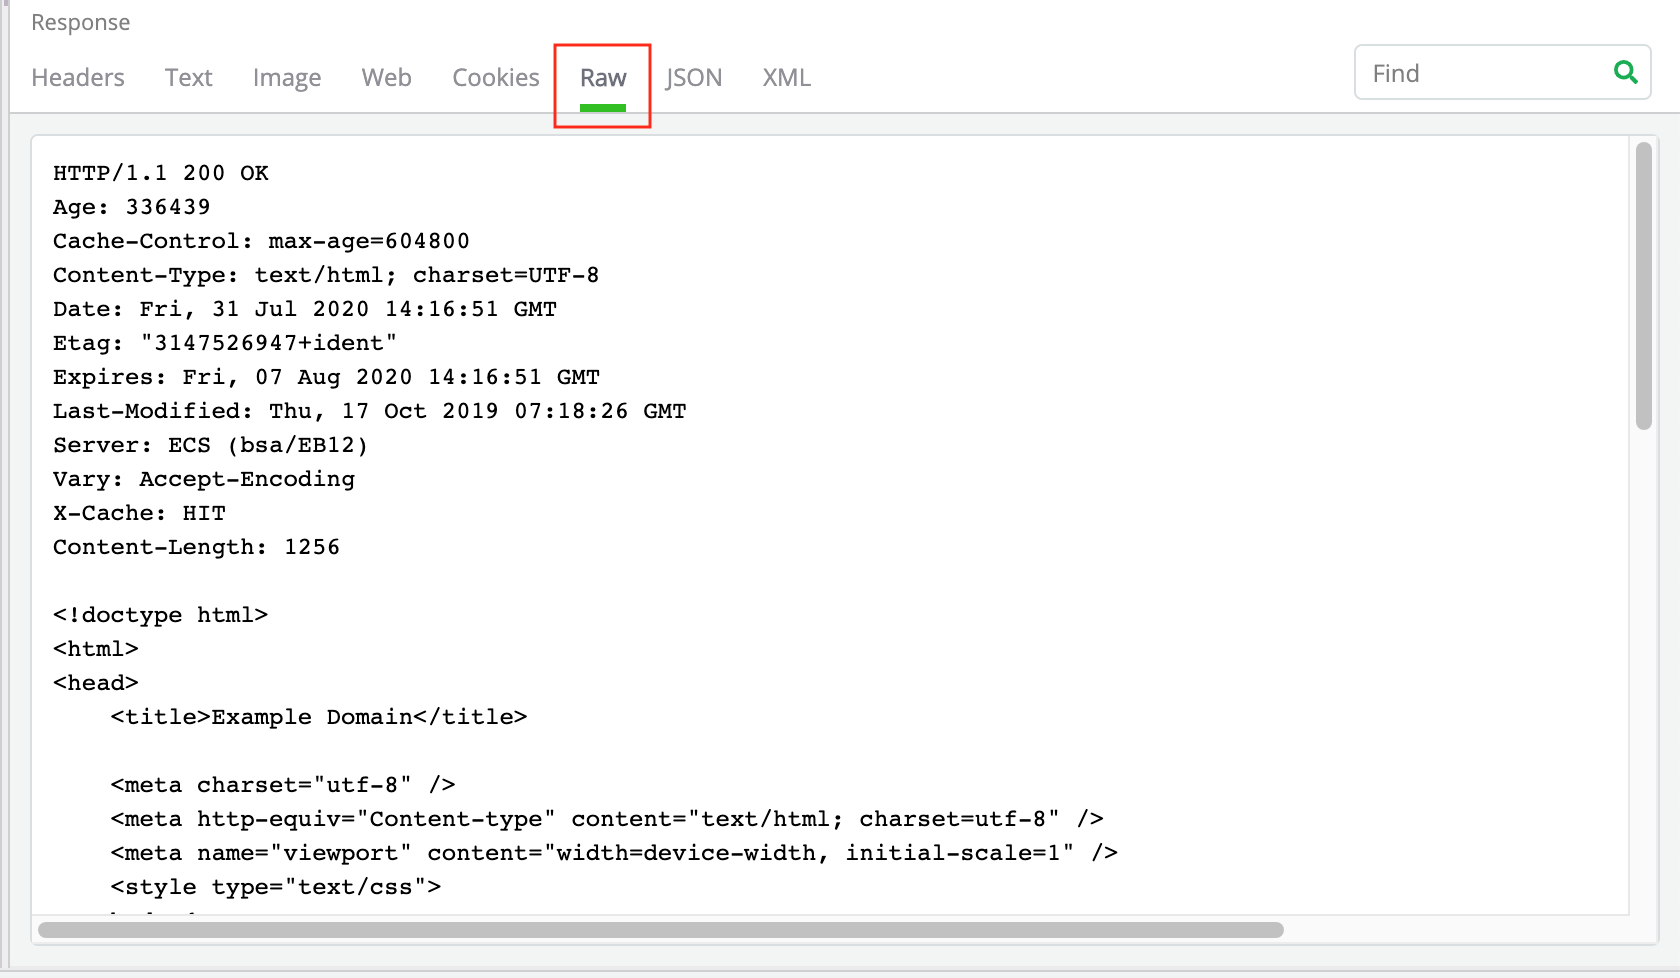 Response
Headers Text Image Web Cookies Raw JSON XML Find
HTTP/1.1 200 OK
Age: 336439
Cache-Control: max-age=604800
Content-Type: text/html; charset=UTF-8
Date: Fri, 31 Jul 2020 14:16:51 GMT
Etag: "3147526947+ident"
Expires: Fri, 07 Aug 2020 14:16:51 GMT
Last-Modified: Thu, 17 Oct 2019 07:18:26 GMT
Server: ECS (bsa/EB12)
Vary: Accept-Encoding
X-Cache: HIT
Content-Length: 1256

<!doctype html>
<html>
<head>
    <title>Example Domain</title>

    <meta charset="utf-8" />
    <meta http-equiv="Content-type" content="text/html; charset=utf-8" />
    <meta name="viewport" content="width=device-width, initial-scale=1" />
    <style type="text/css">